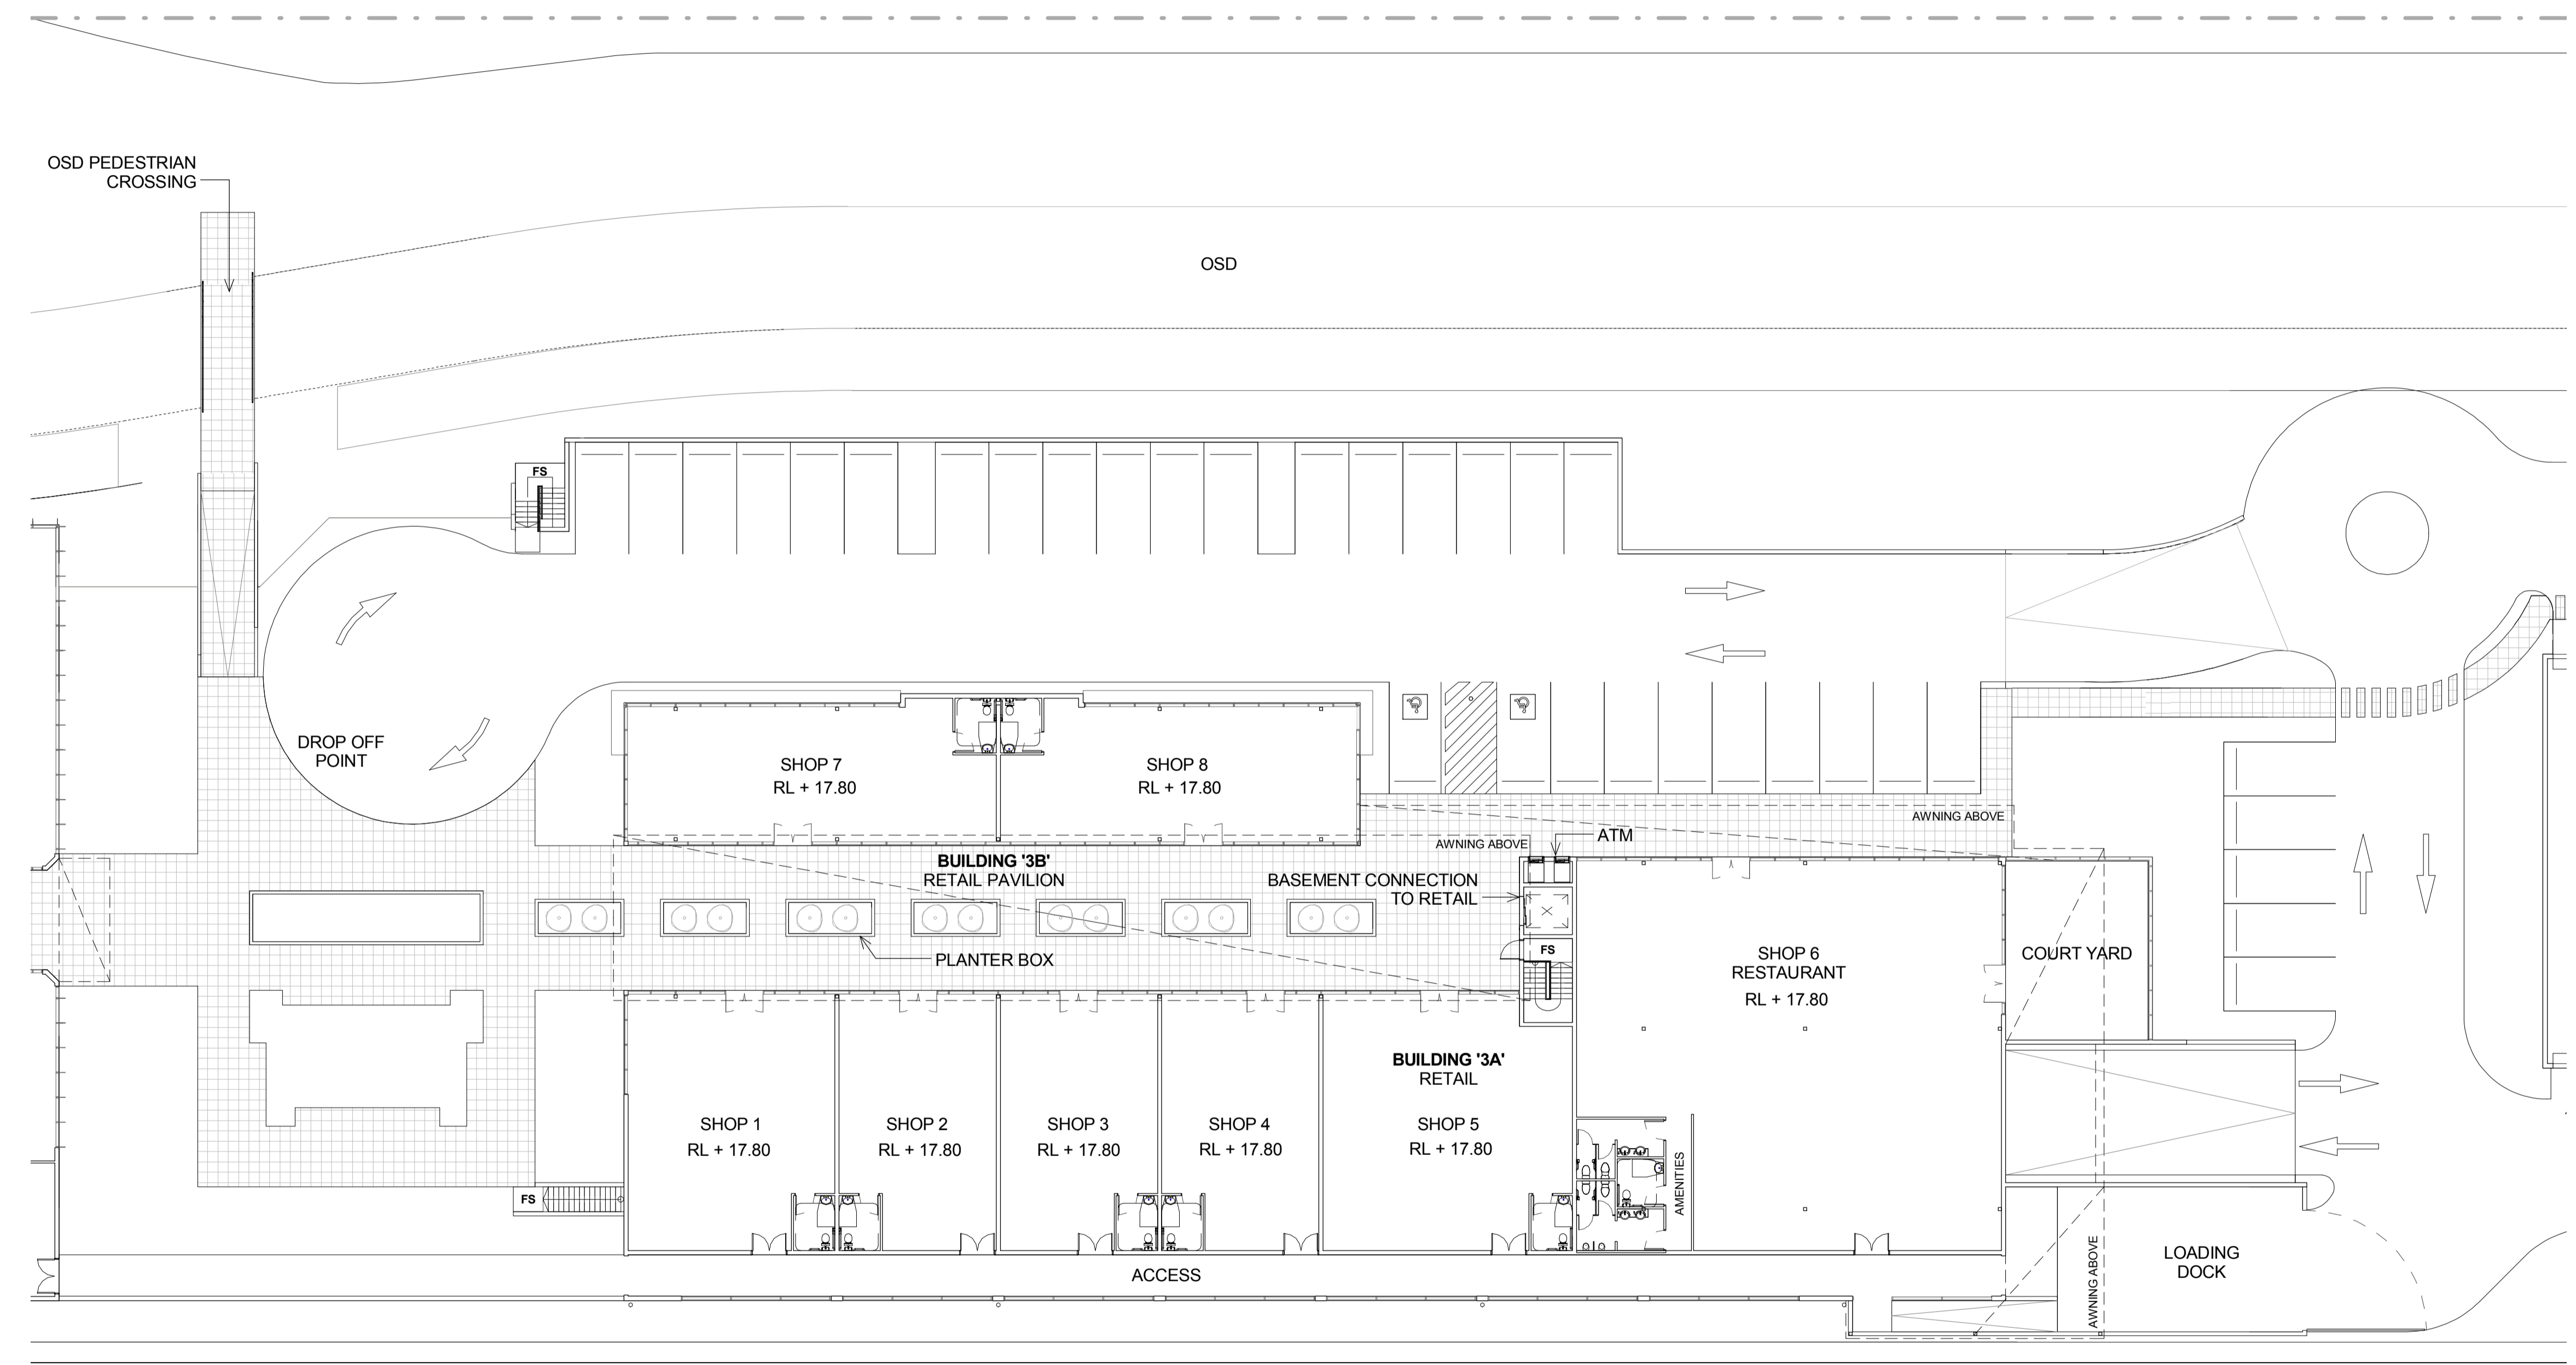 OSD PEDESTRIAN
CROSSING
OSD
FS
DROP OFF
POINT
SHOP 7
RL + 17.80
SHOP 8
RL + 17.80
AWNING ABOVE
AWNING ABOVE
ATM
BUILDING '3B'
RETAIL PAVILION
BASEMENT CONNECTION
TO RETAIL
PLANTER BOX
FS
SHOP 6
RESTAURANT
RL + 17.80
COURT YARD
BUILDING '3A'
RETAIL
SHOP 1
RL + 17.80
SHOP 2
RL + 17.80
SHOP 3
RL + 17.80
SHOP 4
RL + 17.80
SHOP 5
RL + 17.80
AMENITIES
FS
ACCESS
AWNING ABOVE
LOADING
DOCK